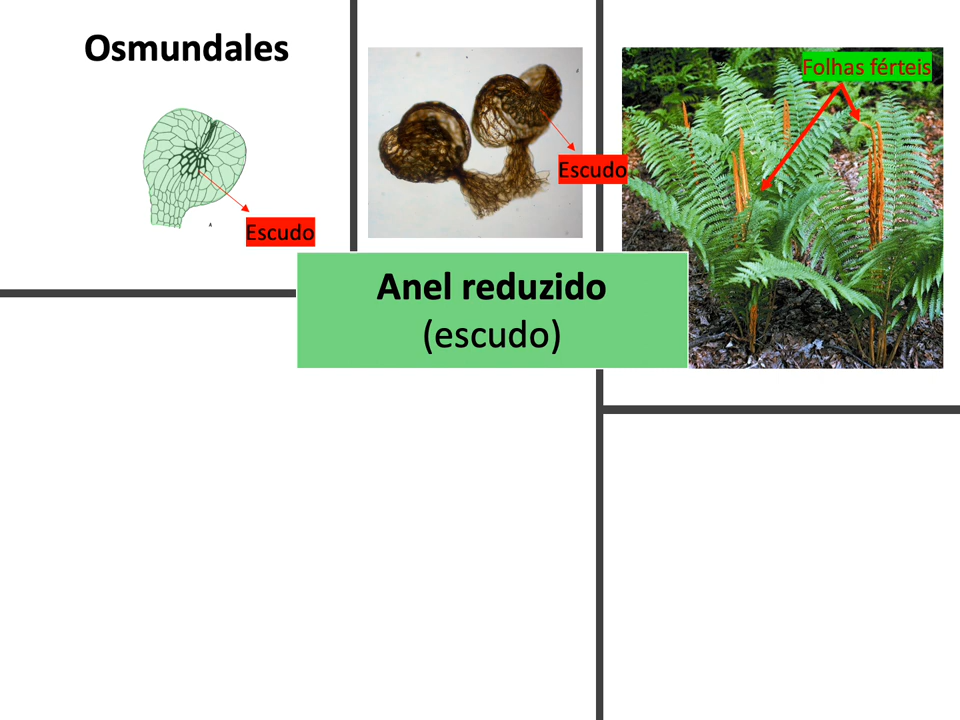 Osmundales
Folhas férteis
Escudo
Escudo
A
Anel reduzido
(escudo)